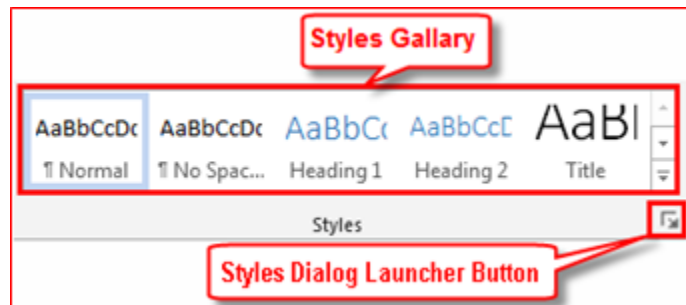 Styles Gallary
AaBbCcDc AaBbCcDc AaBbC( AaBbCcD AaBl
¶ Normal ¶ No Spac... Heading 1 Heading 2 Title
Styles
Styles Dialog Launcher Button